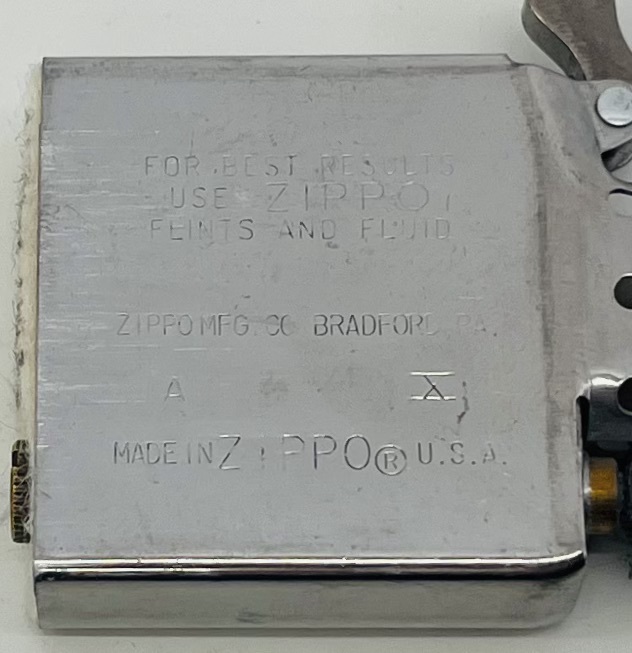 FOR BEST RESULTS
USE ZIPPO
FLINTS AND FLUID
ZIPPO MFG. CO BRADFORD, PA.
A X
MADE IN ZIPPO® U.S.A.